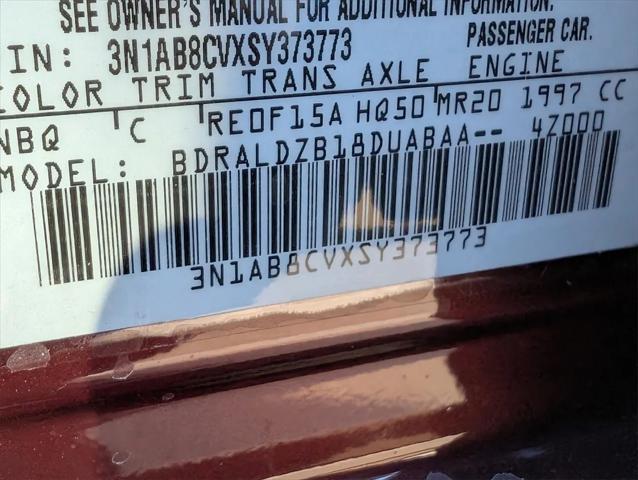 SEE OWNER'S MANUAL FOR ADDITIONAL INFORMATION.
IN: 3N1AB8CVXSY373773 PASSENGER CAR.
COLOR TRIM TRANS AXLE ENGINE
NBQ C RE0F15A HQ50 MR20 1997 CC
MODEL: BDRALDZB18DUABAA-- 4Z000
3N1AB8CVXSY373773